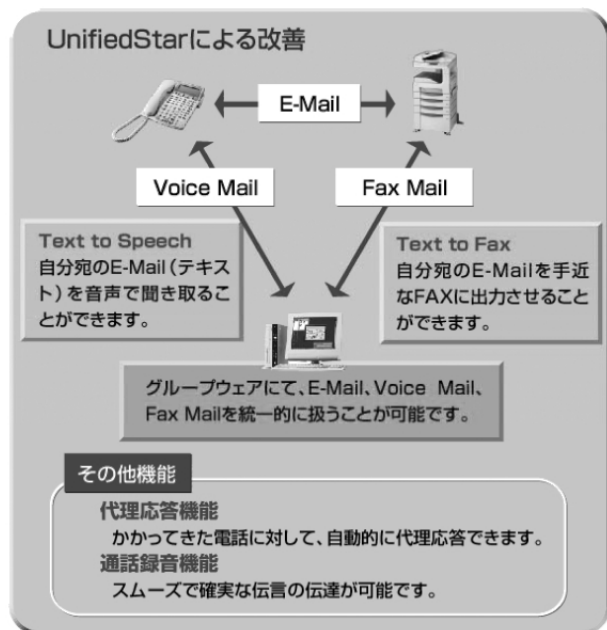 UnifiedStarによる改善
E-Mail
Voice Mail
Fax Mail
Text to Speech
自分宛のE-Mail（テキス
ト）を音声で聞き取るこ
とができます。
Text to Fax
自分宛のE-Mailを手近
なFAXに出力させること
ができます。
グループウェアにて、E-Mail、Voice Mail、
Fax Mailを統一的に扱うことが可能です。
その他機能
代理応答機能
かかってきた電話に対して、自動的に代理応答できます。
通話録音機能
スムーズで確実な伝言の伝達が可能です。